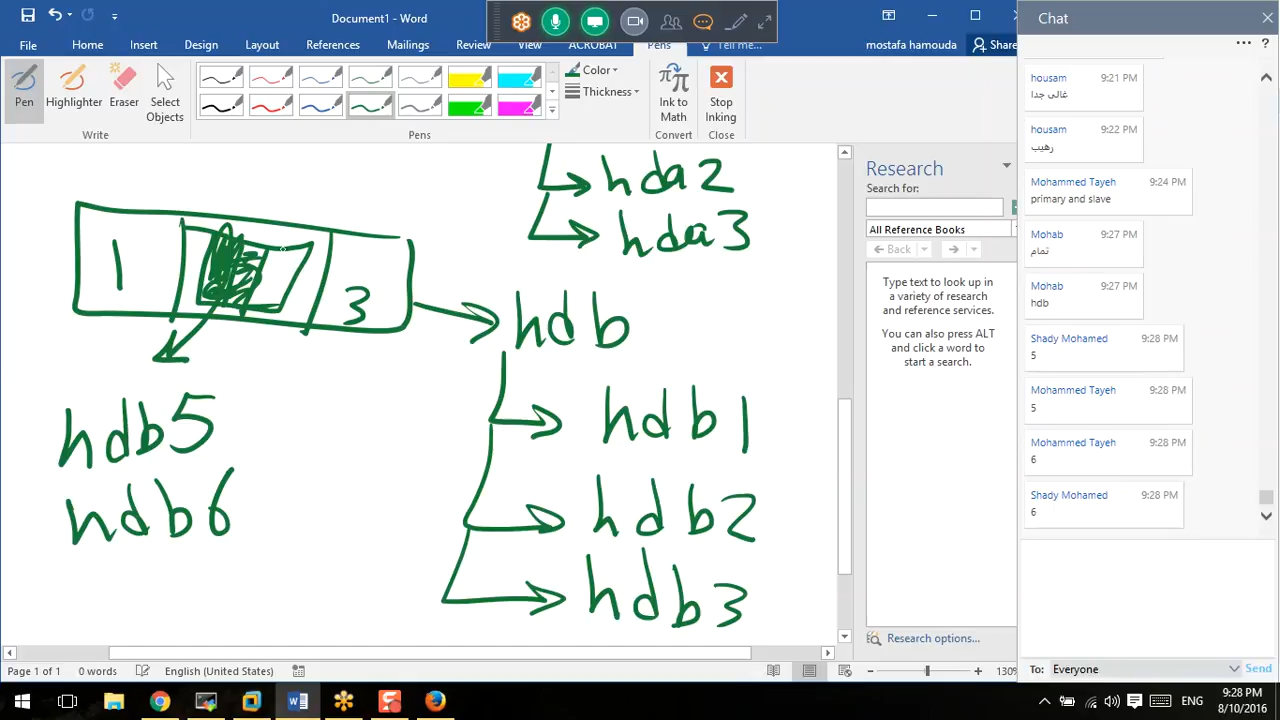 Document1 - Word
Chat
File Home Insert Design Layout References Mailings Review ACROBAT Pens Tell me... mostafa hamouda Share
Pen Highlighter Eraser Select Objects
Color
Thickness
Ink to Math
Stop Inking
Write Pens Convert Close
hda2
hda3
1 3
hdb
hdb5
hdb6
hdb1
hdb2
hdb3
Research
Search for:
All Reference Books
Back
Type text to look up in a variety of research and reference services.
You can also press ALT and click a word to start a search.
Research options...
housam 9:21 PM
غالى جدا
housam 9:22 PM
رهيب
Mohammed Tayeh 9:24 PM
primary and slave
Mohab 9:27 PM
تمام
Mohab 9:27 PM
hdb
Shady Mohamed 9:28 PM
5
Mohammed Tayeh 9:28 PM
5
Mohammed Tayeh 9:28 PM
6
Shady Mohamed 9:28 PM
6
To: Everyone Send
Page 1 of 1 0 words English (United States) 130%
ENG 9:28 PM
8/10/2016